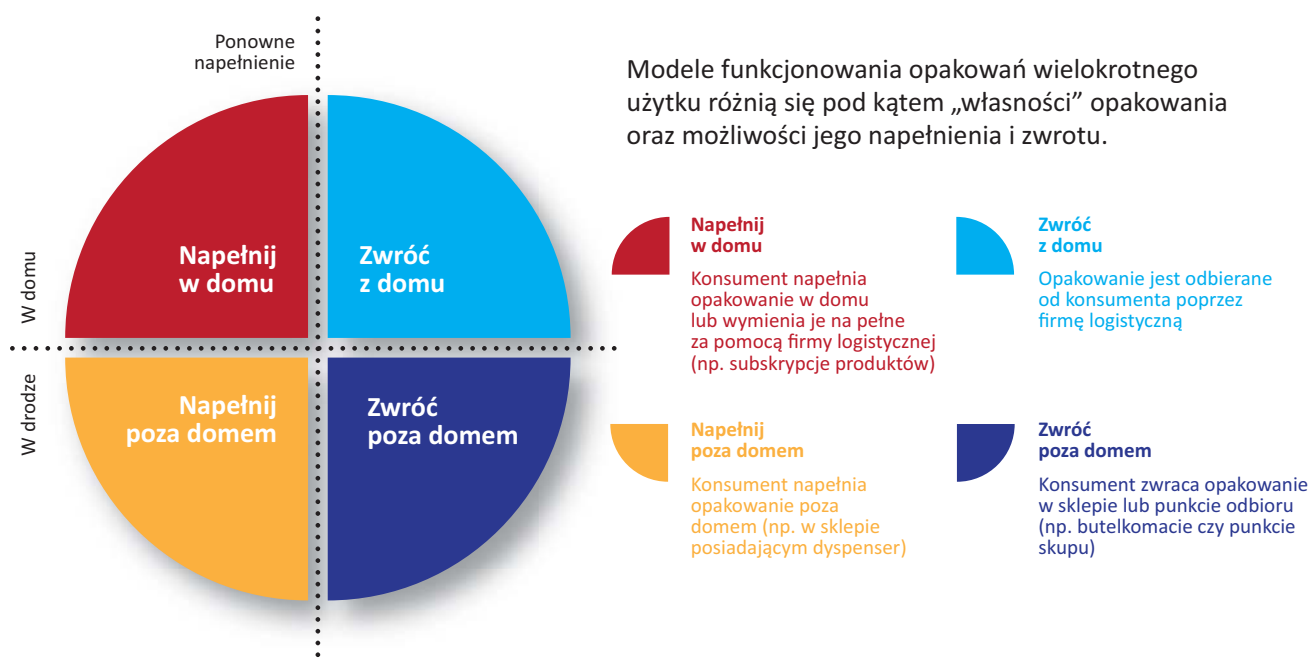 Ponowne
napełnienie
Modele funkcjonowania opakowań wielokrotnego
użytku różnią się pod kątem „własności” opakowania
oraz możliwości jego napełnienia i zwrotu.
W domu
W drodze
Napełnij
w domu
Zwróć
z domu
Napełnij
poza domem
Zwróć
poza domem
Napełnij
w domu
Konsument napełnia
opakowanie w domu
lub wymienia je na pełne
za pomocą firmy logistycznej
(np. subskrypcje produktów)
Zwróć
z domu
Opakowanie jest odbierane
od konsumenta poprzez
firmę logistyczną
Napełnij
poza domem
Konsument napełnia
opakowanie poza
domem (np. w sklepie
posiadającym dyspenser)
Zwróć
poza domem
Konsument zwraca opakowanie
w sklepie lub punkcie odbioru
(np. butelkomacie czy punkcie
skupu)